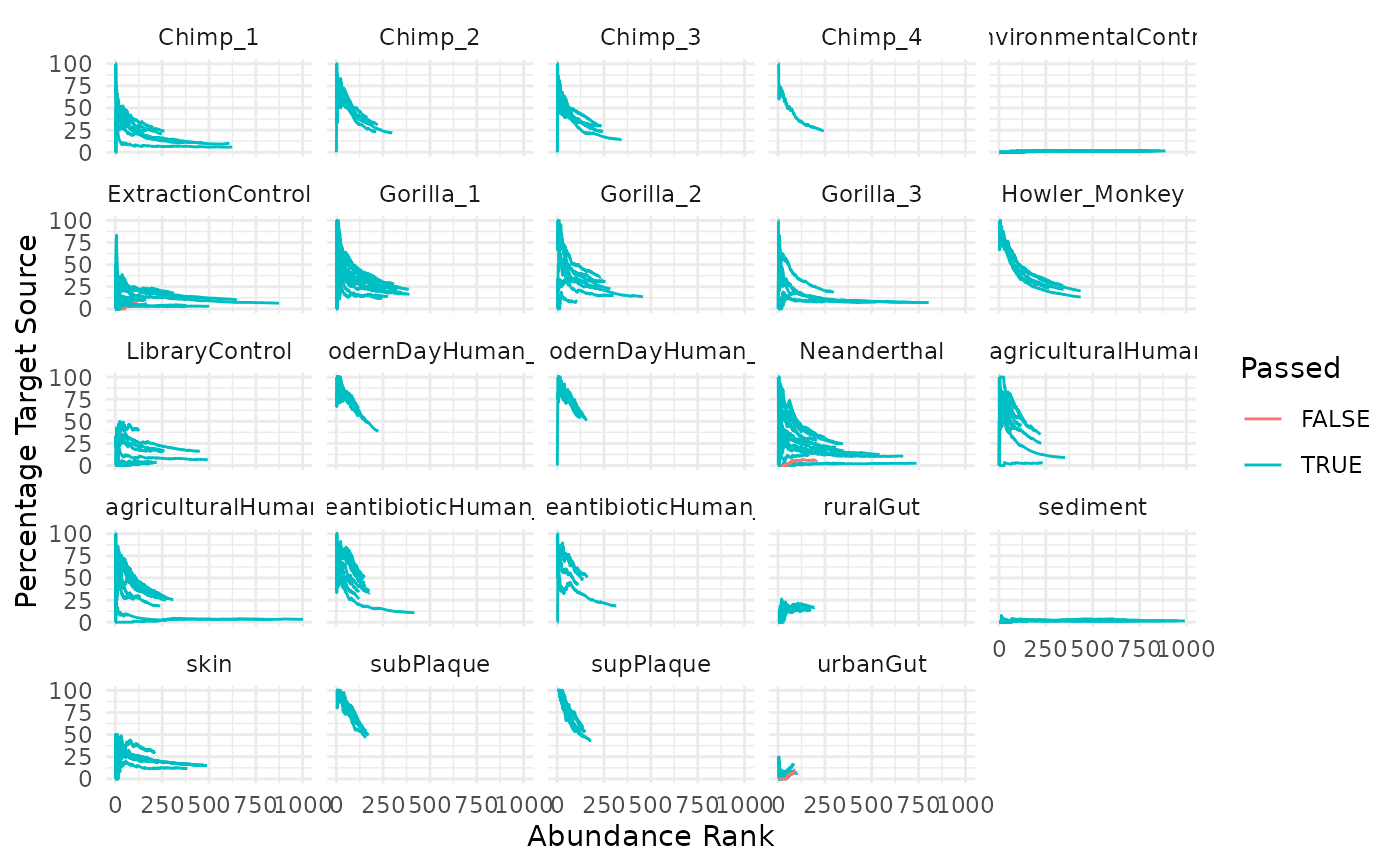 Chimp_1 Chimp_2 Chimp_3 Chimp_4 nvironmentalContr
100
75
50
25
0
ExtractionControl Gorilla_1 Gorilla_2 Gorilla_3 Howler_Monkey
100
75
50
25
0
Percentage Target Source
LibraryControl odernDayHuman_ odernDayHuman_ Neanderthal agriculturalHuman
100
75
50
25
0
Passed
FALSE
TRUE
agriculturalHuman eantibioticHuman_ eantibioticHuman_ ruralGut sediment
100
75
50
25
0
0 250 500 750 1000
skin subPlaque supPlaque urbanGut
100
75
50
25
0
0 250 500 750 1000 0 250 500 750 1000 0 250 500 750 1000 0 250 500 750 1000
Abundance Rank